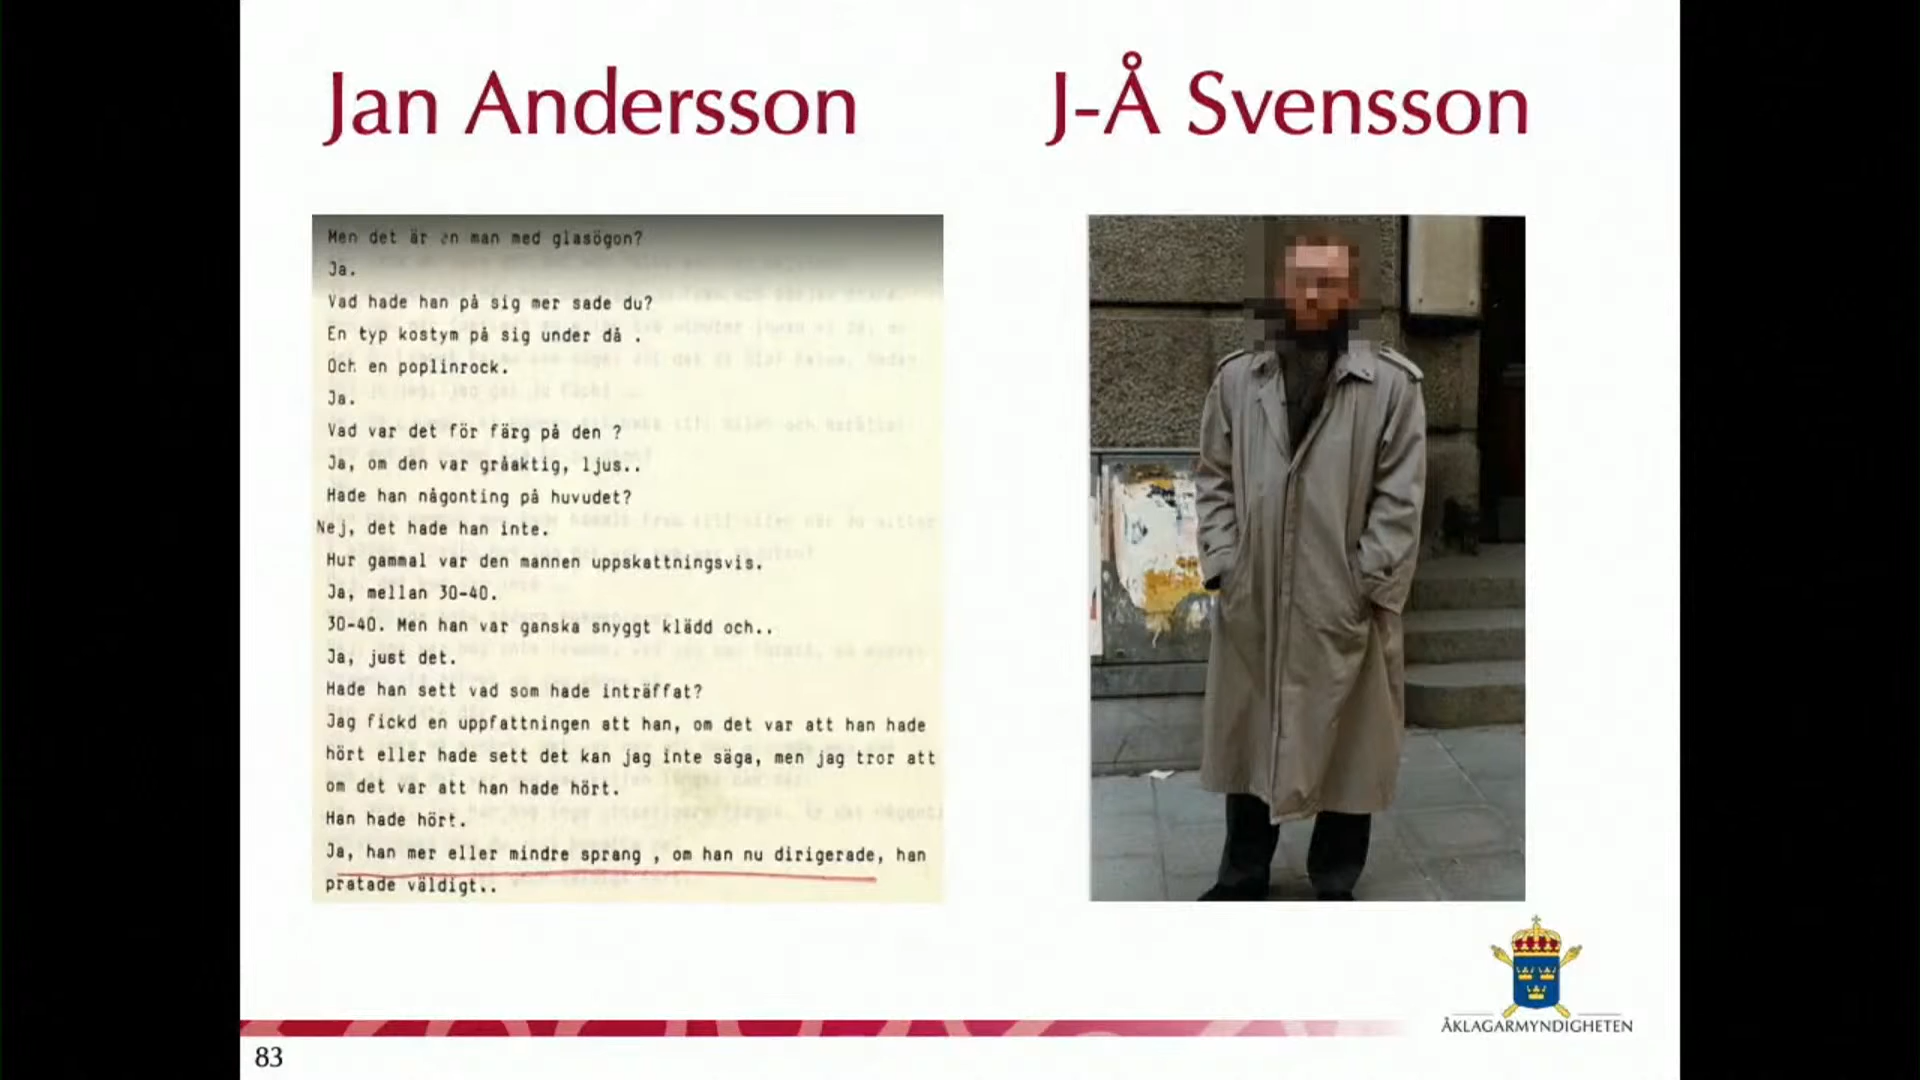 Jan Andersson
J-Å Svensson
Men det är en man med glasögon?
Ja.
Vad hade han på sig mer sade du?
En typ kostym på sig under då .
Och en poplinrock.
Ja.
Vad var det för färg på den ?
Ja, om den var gråaktig, ljus..
Hade han någonting på huvudet?
Nej, det hade han inte.
Hur gammal var den mannen uppskattningsvis.
Ja, mellan 30-40.
30-40. Men han var ganska snyggt klädd och..
Ja, just det.
Hade han sett vad som hade inträffat?
Jag fickd en uppfattningen att han, om det var att han hade
hört eller hade sett det kan jag inte säga, men jag tror att
om det var att han hade hört.
Han hade hört.
Ja, han mer eller mindre sprang , om han nu dirigerade, han
pratade väldigt..
ÅKLAGARMYNDIGHETEN
83